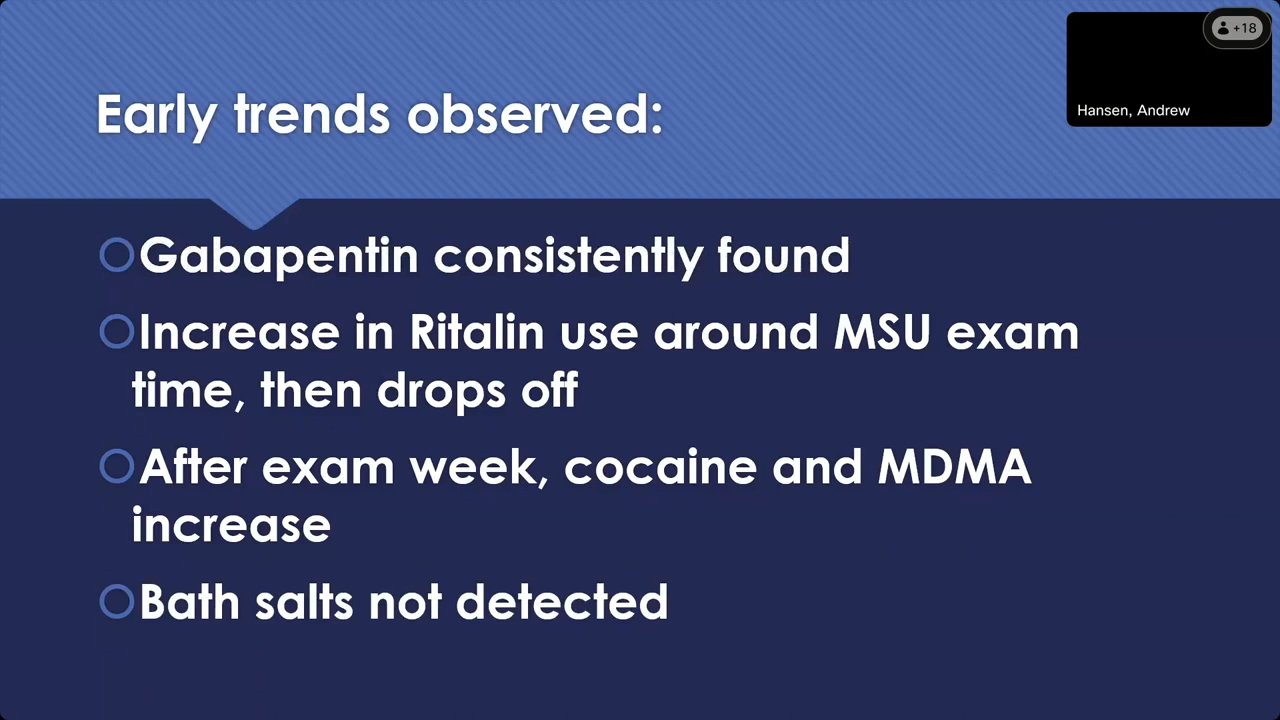 +18
Hansen, Andrew
Early trends observed:
Gabapentin consistently found
Increase in Ritalin use around MSU exam
time, then drops off
After exam week, cocaine and MDMA
increase
Bath salts not detected